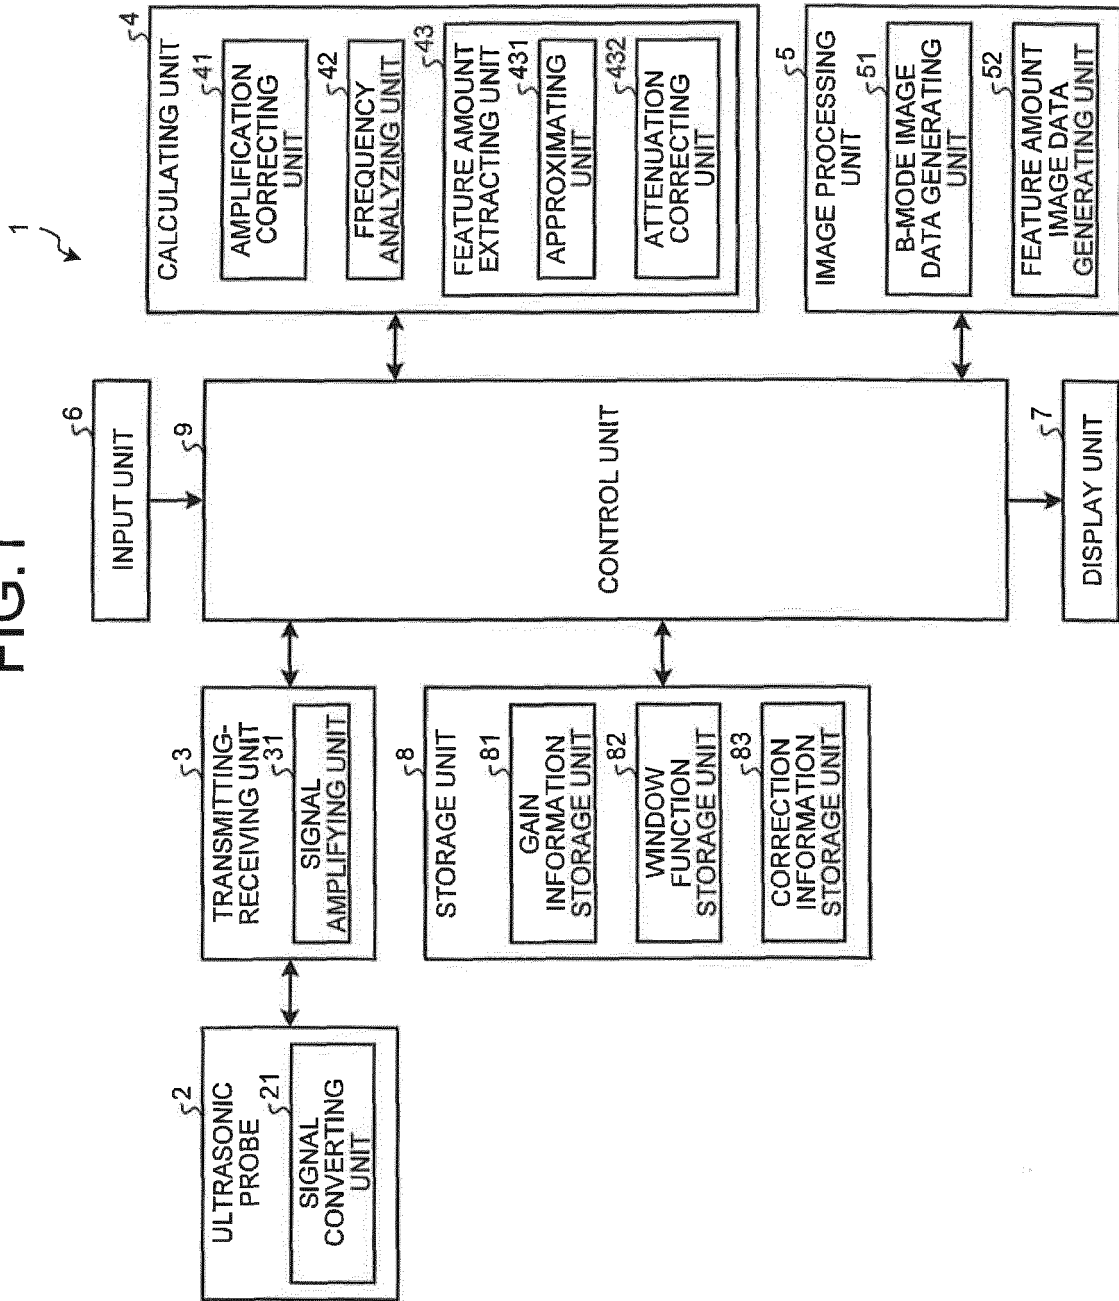 FIG.1
1
ULTRASONIC
PROBE
2
SIGNAL
CONVERTING
UNIT
21
TRANSMITTING-
RECEIVING UNIT
3
SIGNAL
AMPLIFYING UNIT
31
STORAGE UNIT
8
GAIN
INFORMATION
STORAGE UNIT
81
WINDOW
FUNCTION
STORAGE UNIT
82
CORRECTION
INFORMATION
STORAGE UNIT
83
INPUT UNIT
6
CONTROL UNIT
9
DISPLAY UNIT
7
CALCULATING UNIT
4
AMPLIFICATION
CORRECTING
UNIT
41
FREQUENCY
ANALYZING UNIT
42
FEATURE AMOUNT
EXTRACTING UNIT
43
APPROXIMATING
UNIT
431
ATTENUATION
CORRECTING
UNIT
432
IMAGE PROCESSING
UNIT
5
B-MODE IMAGE
DATA GENERATING
UNIT
51
FEATURE AMOUNT
IMAGE DATA
GENERATING UNIT
52